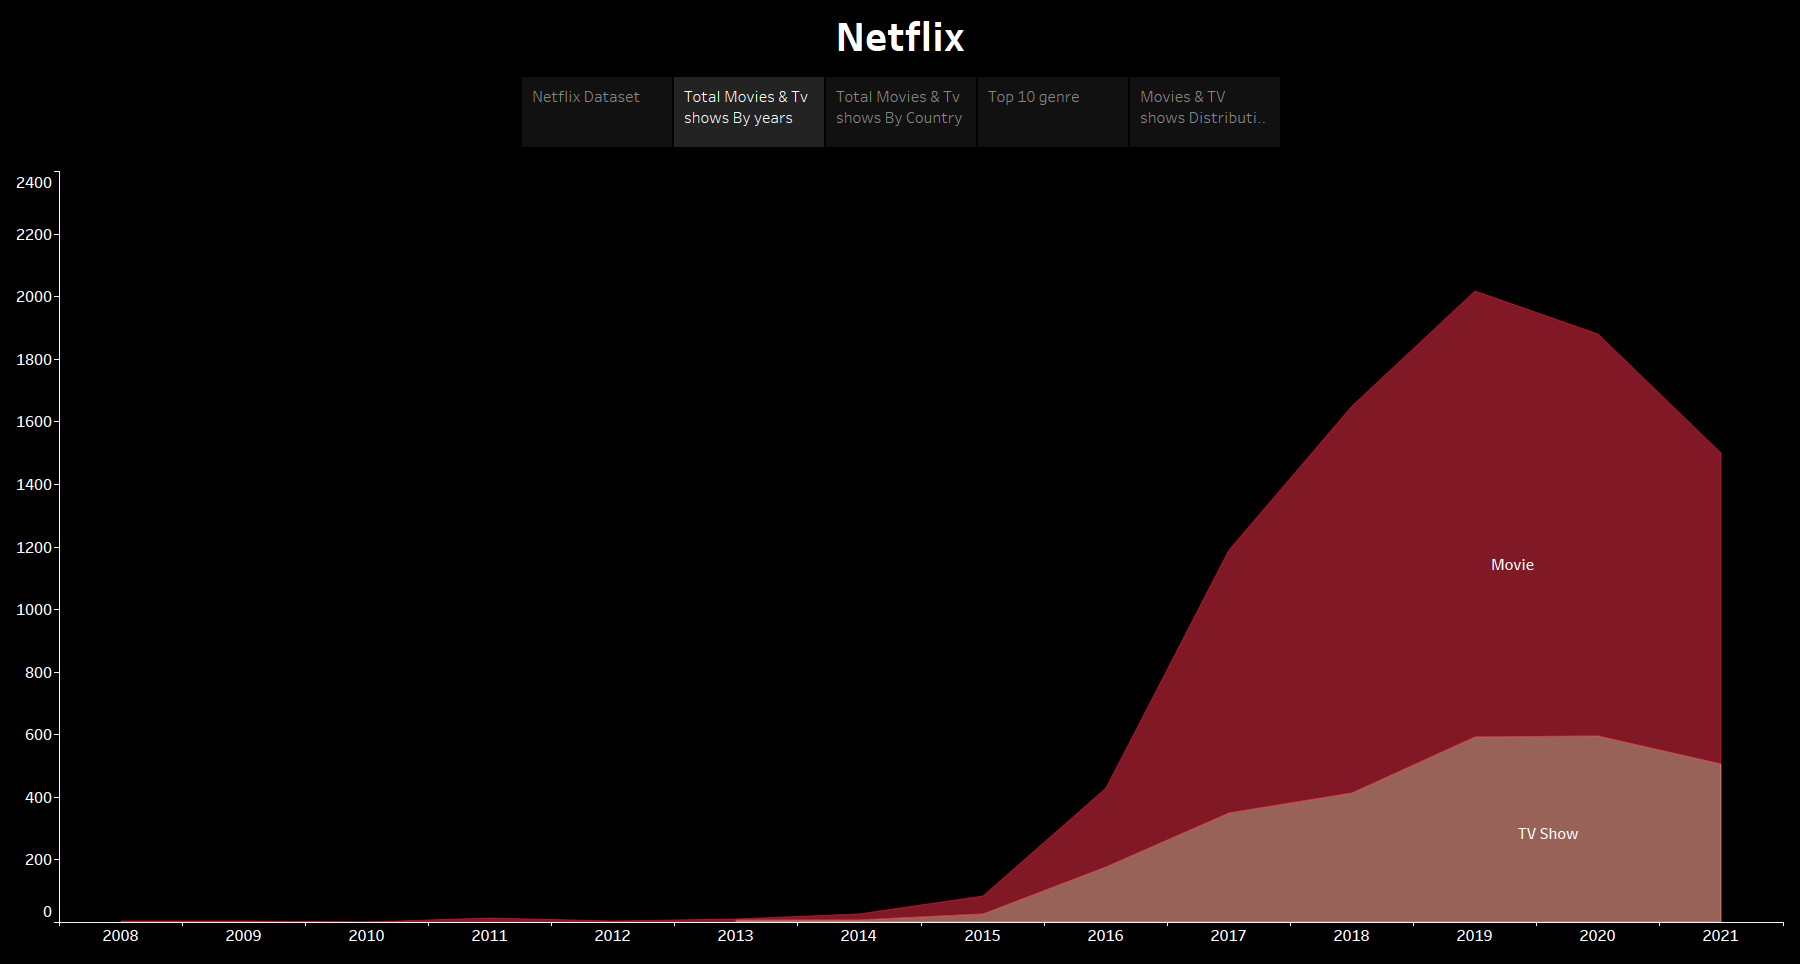 Netflix
Netflix Dataset
Total Movies & Tv
shows By years
Total Movies & Tv
shows By Country
Top 10 genre
Movies & TV
shows Distributi..
2400
2200
2000
1800
1600
1400
1200
1000
800
600
400
200
0
Movie
TV Show
2008 2009 2010 2011 2012 2013 2014 2015 2016 2017 2018 2019 2020 2021